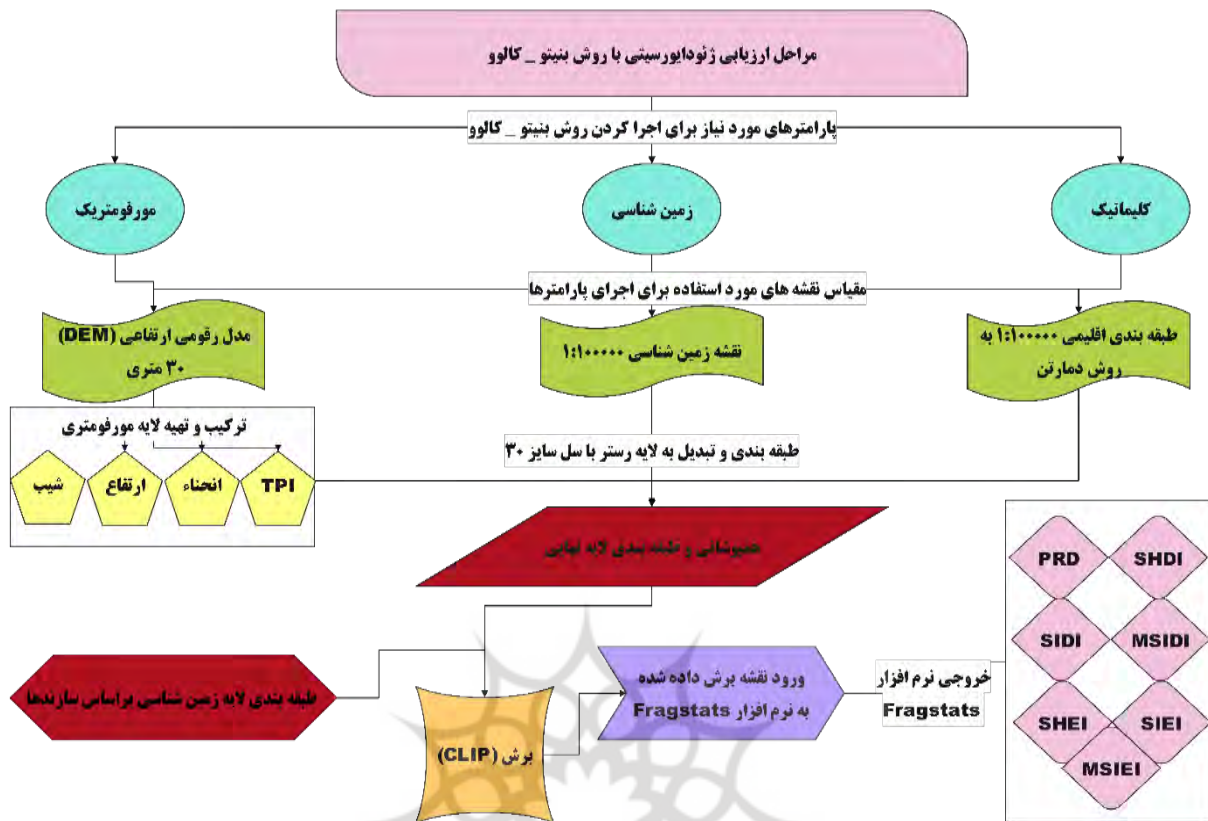 مراحل ارزیابی ژئودایورسیتی با روش بنیتو _ کالوو
پارامترهای مورد نیاز برای اجرا کردن روش بنیتو _ کالوو
کلیماتیک
زمین شناسی
مورفومتریک
مقیاس نقشه های مورد استفاده برای اجرای پارامترها
طبقه بندی اقلیمی ۱:۱۰۰۰۰۰ به
روش دمارتن
نقشه زمین شناسی ۱:۱۰۰۰۰۰
مدل رقومی ارتفاعی (DEM)
۳۰ متری
ترکیب و تهیه لایه مورفومتری
TPI
انحناء
ارتفاع
شیب
طبقه بندی و تبدیل به لایه رستر با سل سایز ۳۰
همپوشانی و طبقه بندی لایه نهایی
طبقه بندی لایه زمین شناسی براساس سازندها
برش (CLIP)
ورود نقشه برش داده شده
به نرم افزار Fragstats
خروجی نرم افزار
Fragstats
PRD
SHDI
SIDI
MSIDI
SHEI
SIEI
MSIEI